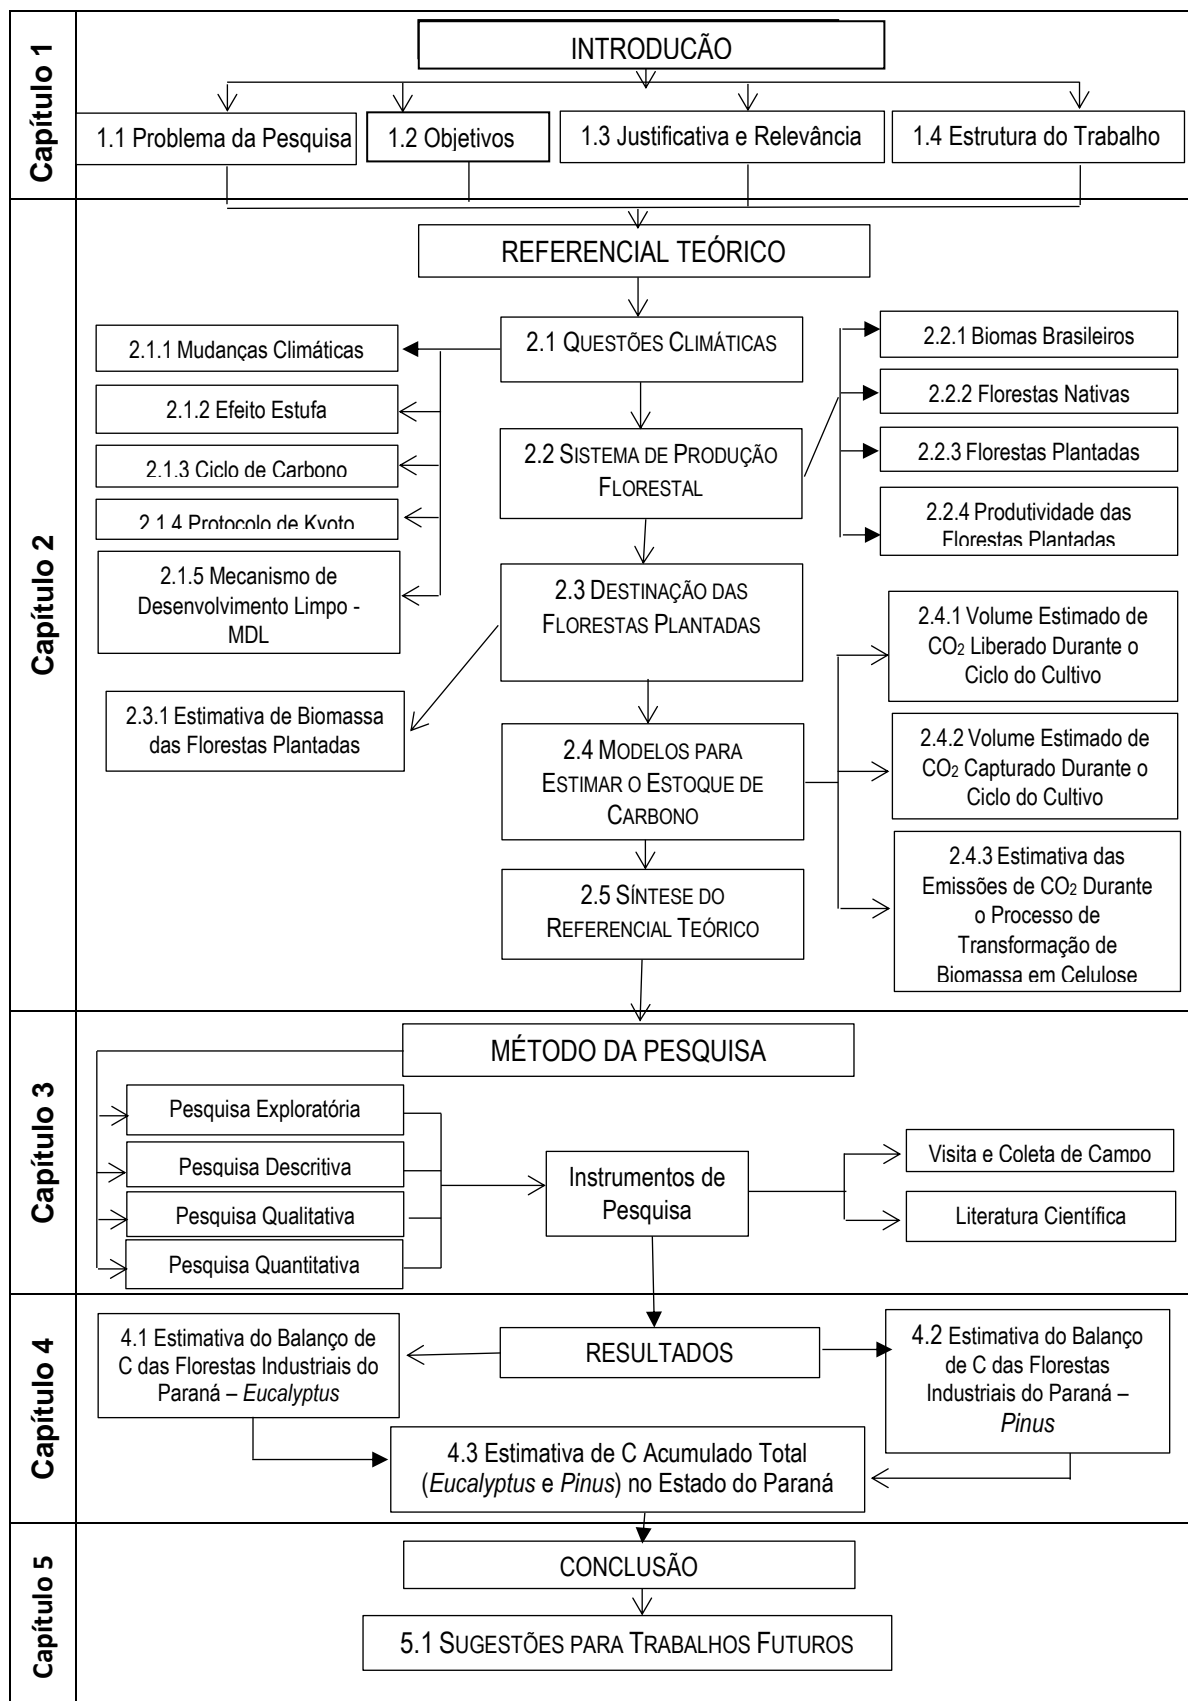 Capítulo 1
INTRODUCÃO
1.1 Problema da Pesquisa
1.2 Objetivos
1.3 Justificativa e Relevância
1.4 Estrutura do Trabalho
Capítulo 2
REFERENCIAL TEÓRICO
2.1 QUESTÕES CLIMÁTICAS
2.1.1 Mudanças Climáticas
2.1.2 Efeito Estufa
2.1.3 Ciclo de Carbono
2.1.4 Protocolo de Kyoto
2.1.5 Mecanismo de
Desenvolvimento Limpo -
MDL
2.2 SISTEMA DE PRODUÇÃO
FLORESTAL
2.2.1 Biomas Brasileiros
2.2.2 Florestas Nativas
2.2.3 Florestas Plantadas
2.2.4 Produtividade das
Florestas Plantadas
2.3 DESTINAÇÃO DAS
FLORESTAS PLANTADAS
2.3.1 Estimativa de Biomassa
das Florestas Plantadas
2.4 MODELOS PARA
ESTIMAR O ESTOQUE DE
CARBONO
2.4.1 Volume Estimado de
CO2 Liberado Durante o
Ciclo do Cultivo
2.4.2 Volume Estimado de
CO2 Capturado Durante o
Ciclo do Cultivo
2.4.3 Estimativa das
Emissões de CO2 Durante
o Processo de
Transformação de
Biomassa em Celulose
2.5 SÍNTESE DO
REFERENCIAL TEÓRICO
Capítulo 3
MÉTODO DA PESQUISA
Pesquisa Exploratória
Pesquisa Descritiva
Pesquisa Qualitativa
Pesquisa Quantitativa
Instrumentos de
Pesquisa
Visita e Coleta de Campo
Literatura Científica
Capítulo 4
RESULTADOS
4.1 Estimativa do Balanço de
C das Florestas Industriais do
Paraná – Eucalyptus
4.2 Estimativa do Balanço
de C das Florestas
Industriais do Paraná –
Pinus
4.3 Estimativa de C Acumulado Total
(Eucalyptus e Pinus) no Estado do Paraná
Capítulo 5
CONCLUSÃO
5.1 SUGESTÕES PARA TRABALHOS FUTUROS